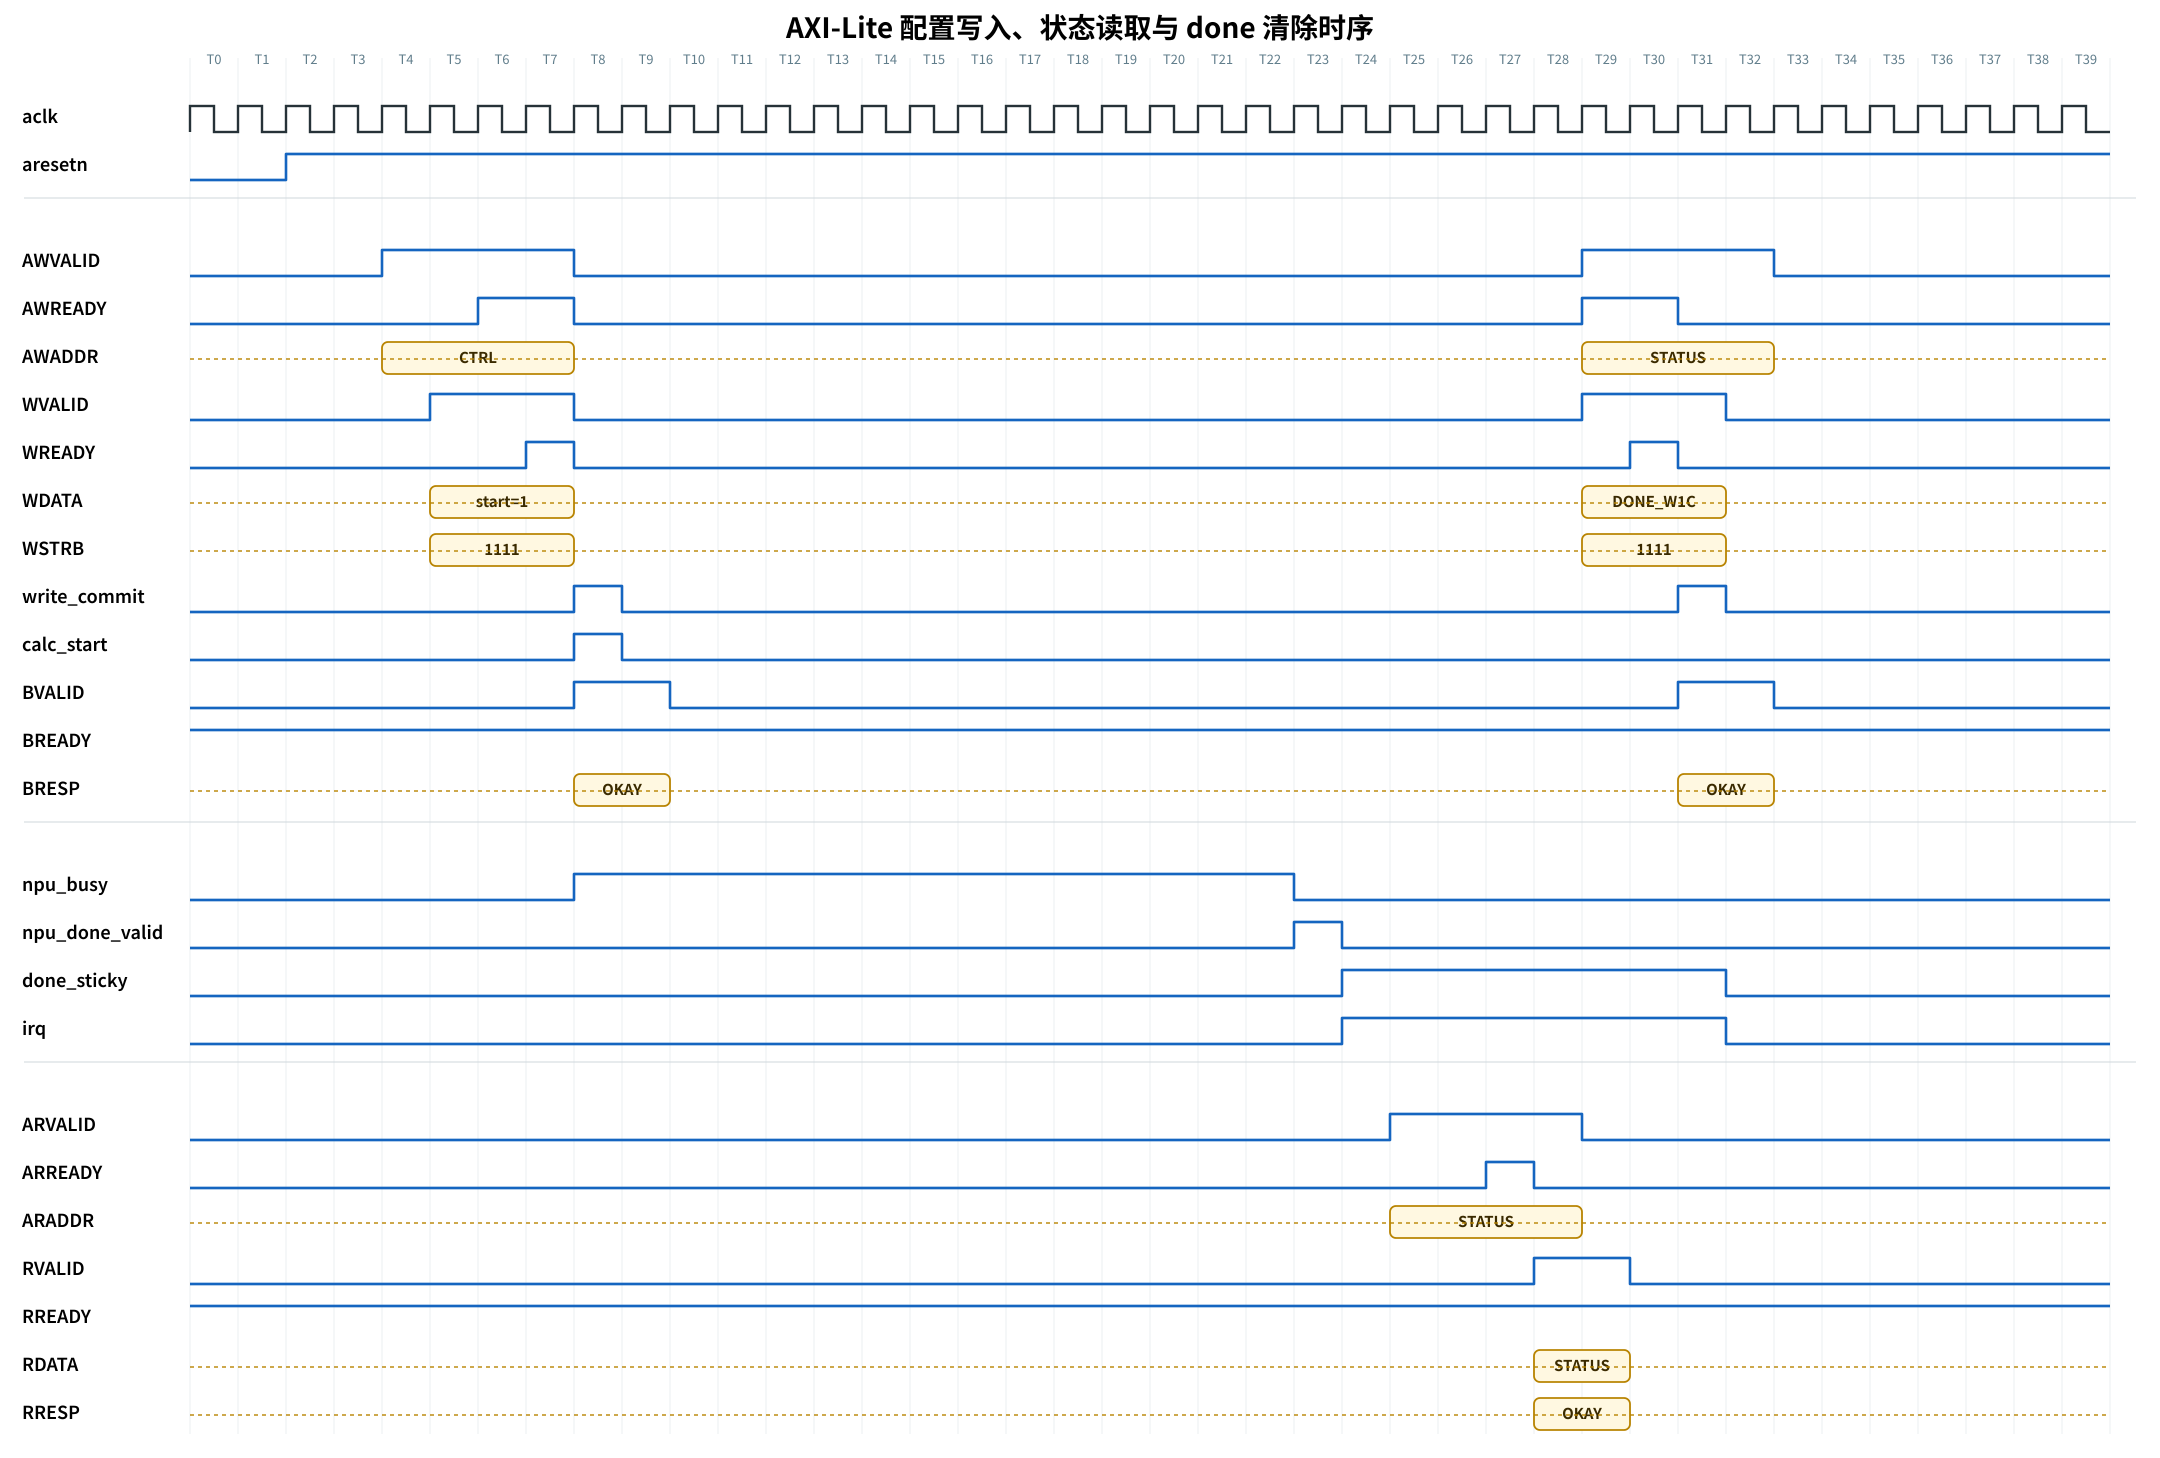 AXI-Lite 配置写入、状态读取与 done 清除时序
T0 T1 T2 T3 T4 T5 T6 T7 T8 T9 T10 T11 T12 T13 T14 T15 T16 T17 T18 T19 T20 T21 T22 T23 T24 T25 T26 T27 T28 T29 T30 T31 T32 T33 T34 T35 T36 T37 T38 T39
aclk
aresetn
AWVALID
AWREADY
AWADDR CTRL STATUS
WVALID
WREADY
WDATA start=1 DONE_W1C
WSTRB 1111 1111
write_commit
calc_start
BVALID
BREADY
BRESP OKAY OKAY
npu_busy
npu_done_valid
done_sticky
irq
ARVALID
ARREADY
ARADDR STATUS
RVALID
RREADY
RDATA STATUS
RRESP OKAY